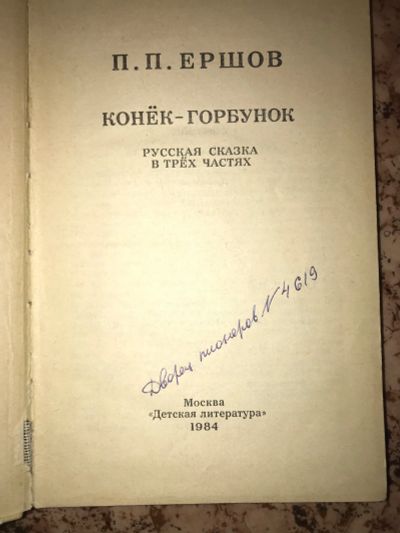 П. П. ЕРШОВ
КОНЁК-ГОРБУНОК
РУССКАЯ СКАЗКА
В ТРЁХ ЧАСТЯХ
Дворец пионеров N 4619
Москва
«Детская литература»
1984